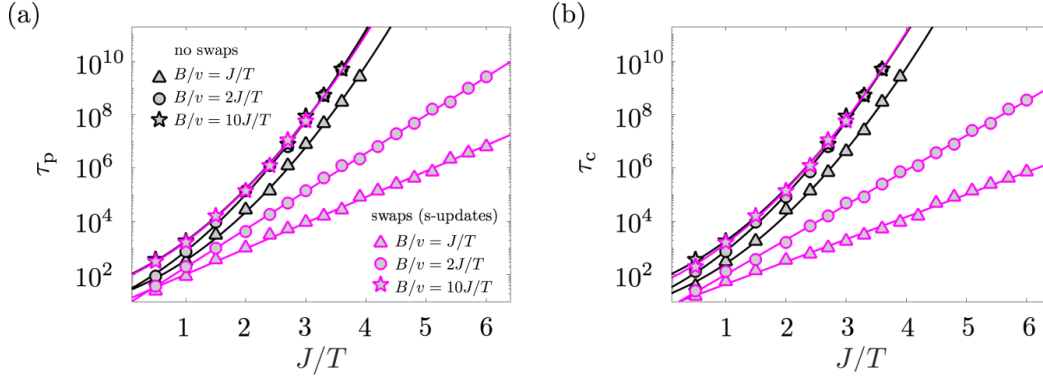 (a)
no swaps
B/v = J/T
B/v = 2J/T
B/v = 10J/T
swaps (s-updates)
B/v = J/T
B/v = 2J/T
B/v = 10J/T
τp
10^10
10^8
10^6
10^4
10^2
1 2 3 4 5 6
J/T
(b)
τc
10^10
10^8
10^6
10^4
10^2
1 2 3 4 5 6
J/T